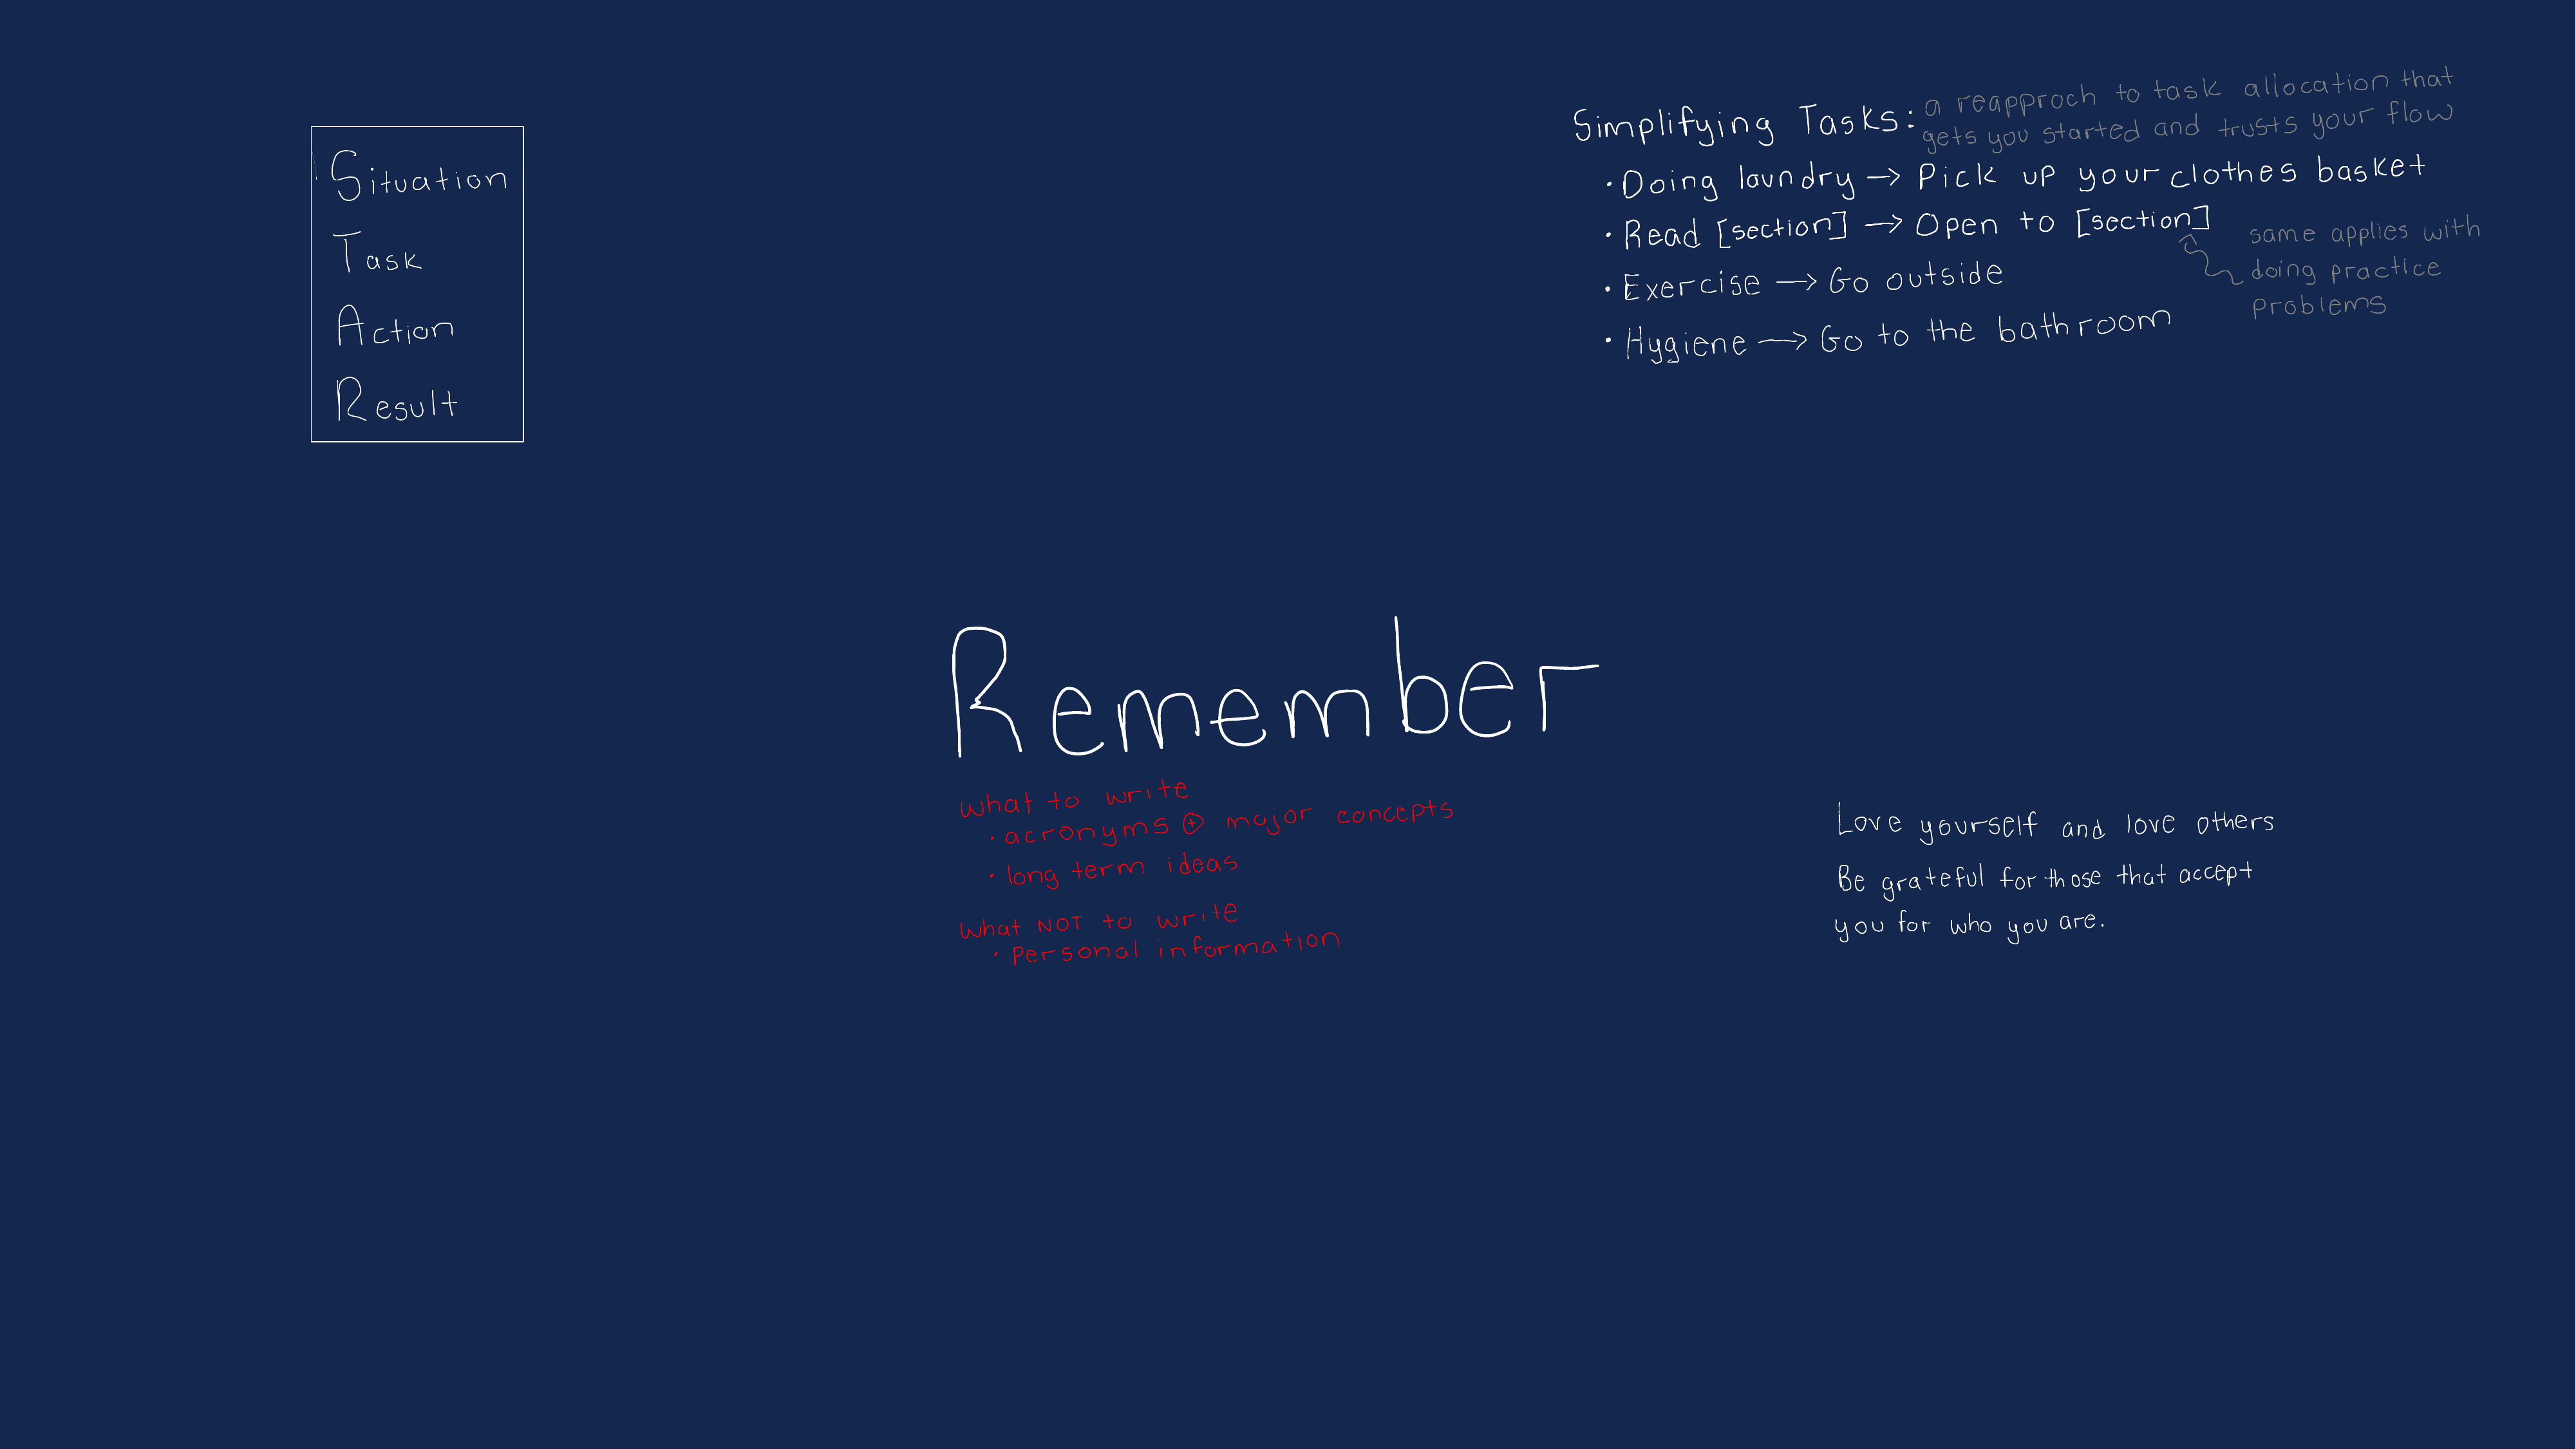 Situation
Task
Action
Result
Simplifying Tasks: a reapproch to task allocation that
gets you started and trusts your flow
• Doing laundry → Pick up your clothes basket
• Read [section] → Open to [section]
same applies with
doing practice
problems
• Exercise → Go outside
• Hygiene → Go to the bathroom
Remember
what to write
• acronyms ⊕ major concepts
• long term ideas
what NOT to write
• personal information
Love yourself and love others
Be grateful for those that accept
you for who you are.